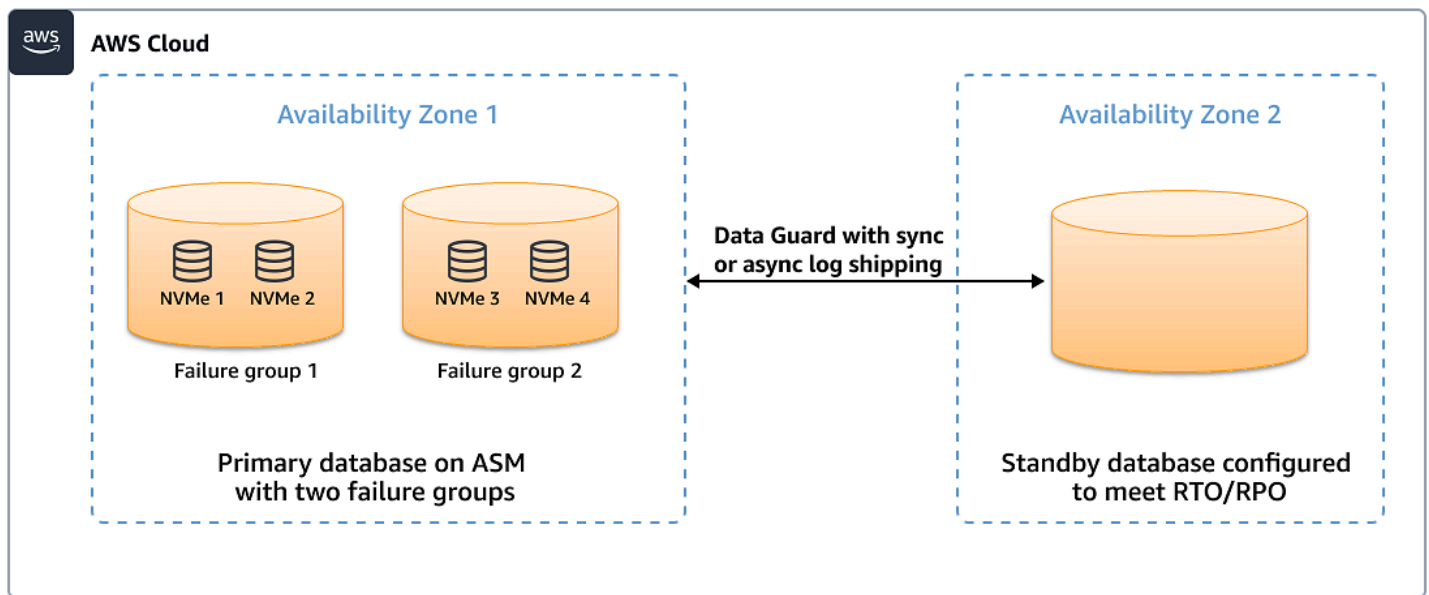 aws
AWS Cloud
Availability Zone 1
NVMe 1
NVMe 2
Failure group 1
NVMe 3
NVMe 4
Failure group 2
Primary database on ASM
with two failure groups
Data Guard with sync
or async log shipping
Availability Zone 2
Standby database configured
to meet RTO/RPO